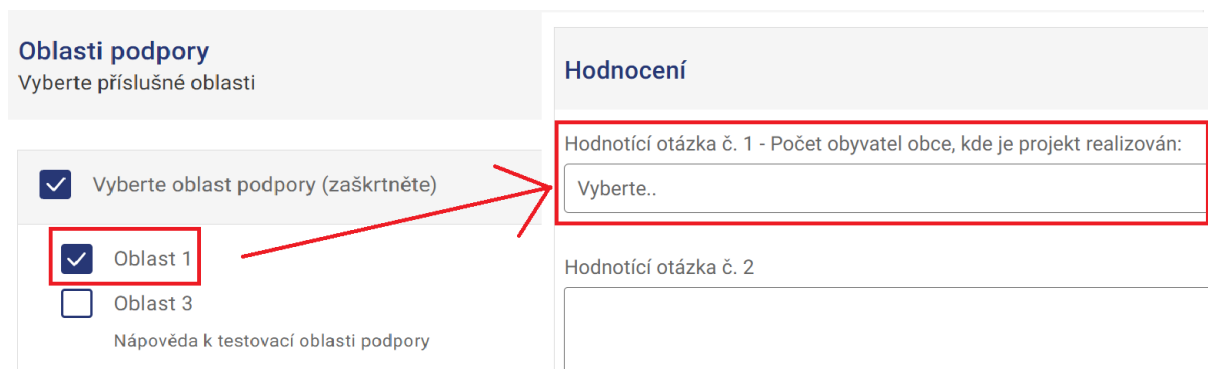 Oblasti podpory
Vyberte příslušné oblasti
Vyberte oblast podpory (zaškrtněte)
Oblast 1
Oblast 3
Nápověda k testovací oblasti podpory
Hodnocení
Hodnotící otázka č. 1 - Počet obyvatel obce, kde je projekt realizován:
Vyberte..
Hodnotící otázka č. 2